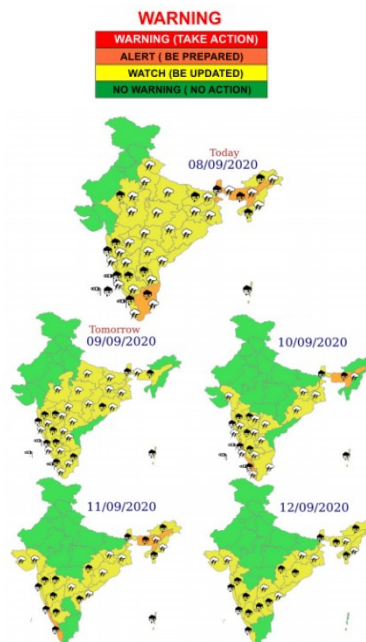 WARNING
WARNING (TAKE ACTION)
ALERT ( BE PREPARED)
WATCH (BE UPDATED)
NO WARNING ( NO ACTION)
Today
08/09/2020
Tomorrow
09/09/2020
10/09/2020
11/09/2020
12/09/2020